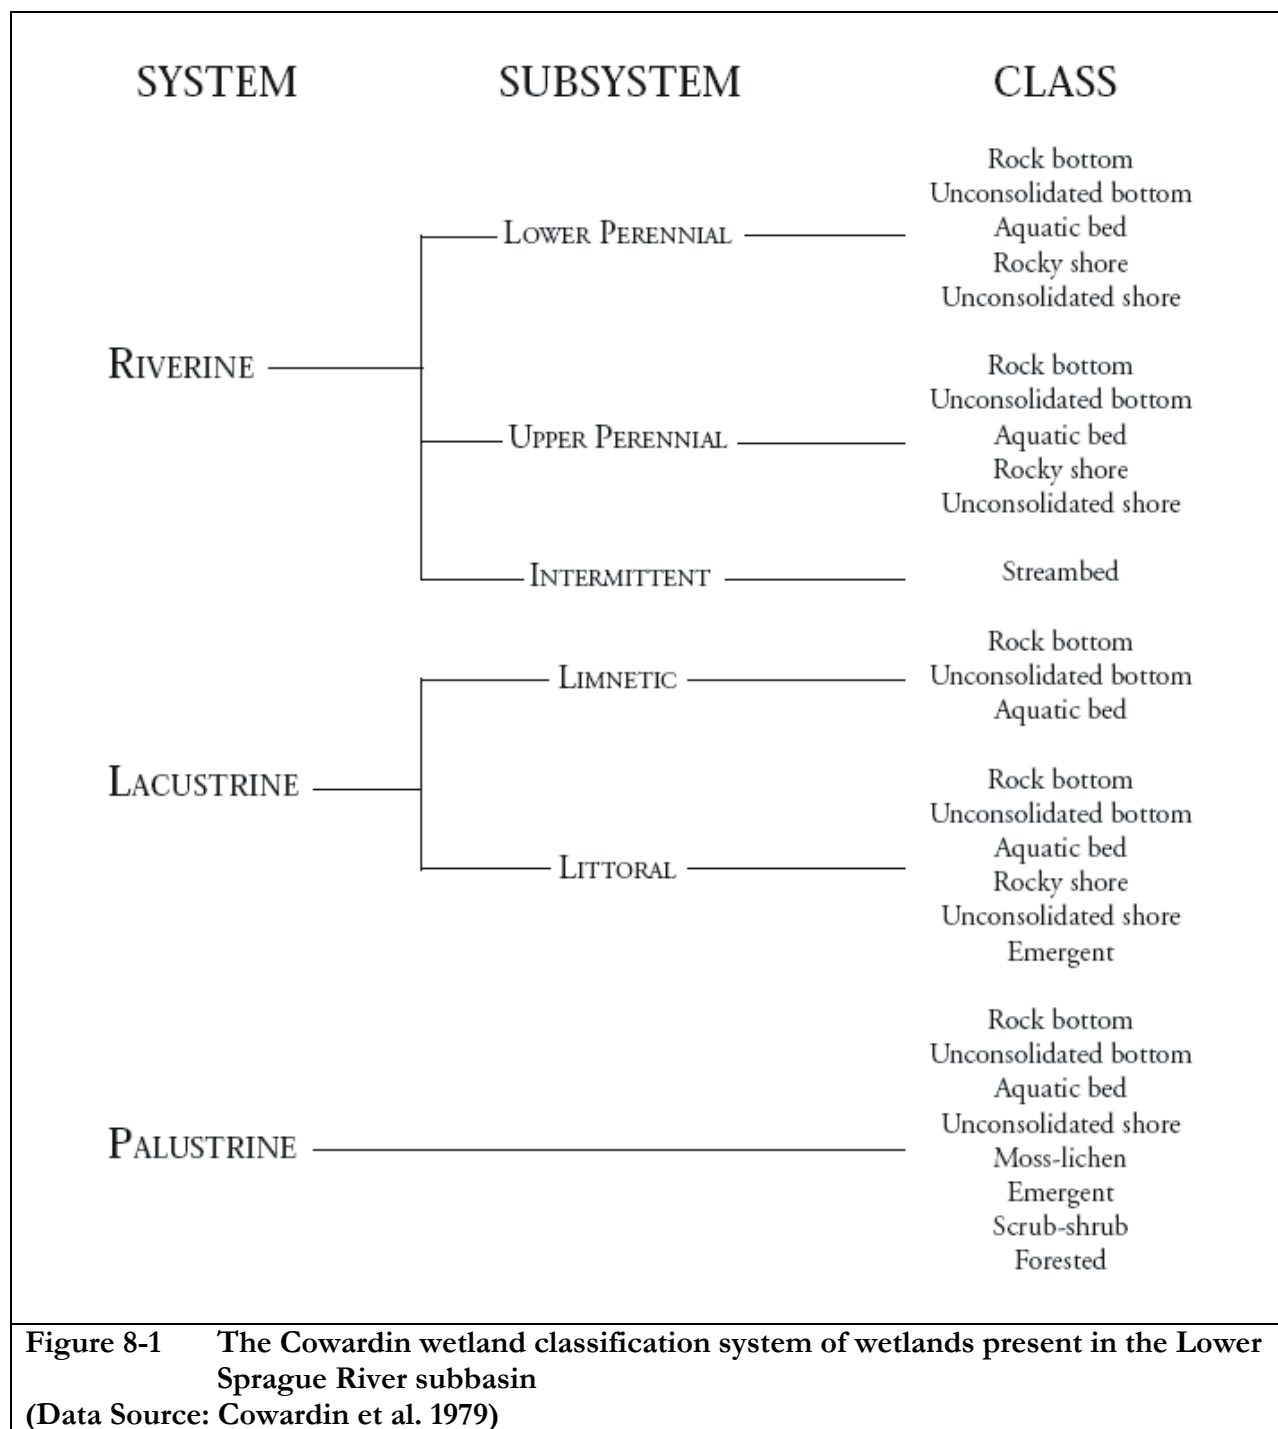 SYSTEM SUBSYSTEM CLASS
Rock bottom
Unconsolidated bottom
LOWER PERENNIAL Aquatic bed
Rocky shore
Unconsolidated shore
RIVERINE
Rock bottom
Unconsolidated bottom
UPPER PERENNIAL Aquatic bed
Rocky shore
Unconsolidated shore
INTERMITTENT Streambed
Rock bottom
LIMNETIC Unconsolidated bottom
Aquatic bed
LACUSTRINE
Rock bottom
Unconsolidated bottom
Aquatic bed
LITTORAL Rocky shore
Unconsolidated shore
Emergent
Rock bottom
Unconsolidated bottom
Aquatic bed
Unconsolidated shore
PALUSTRINE Moss-lichen
Emergent
Scrub-shrub
Forested
Figure 8-1 The Cowardin wetland classification system of wetlands present in the Lower
Sprague River subbasin
(Data Source: Cowardin et al. 1979)